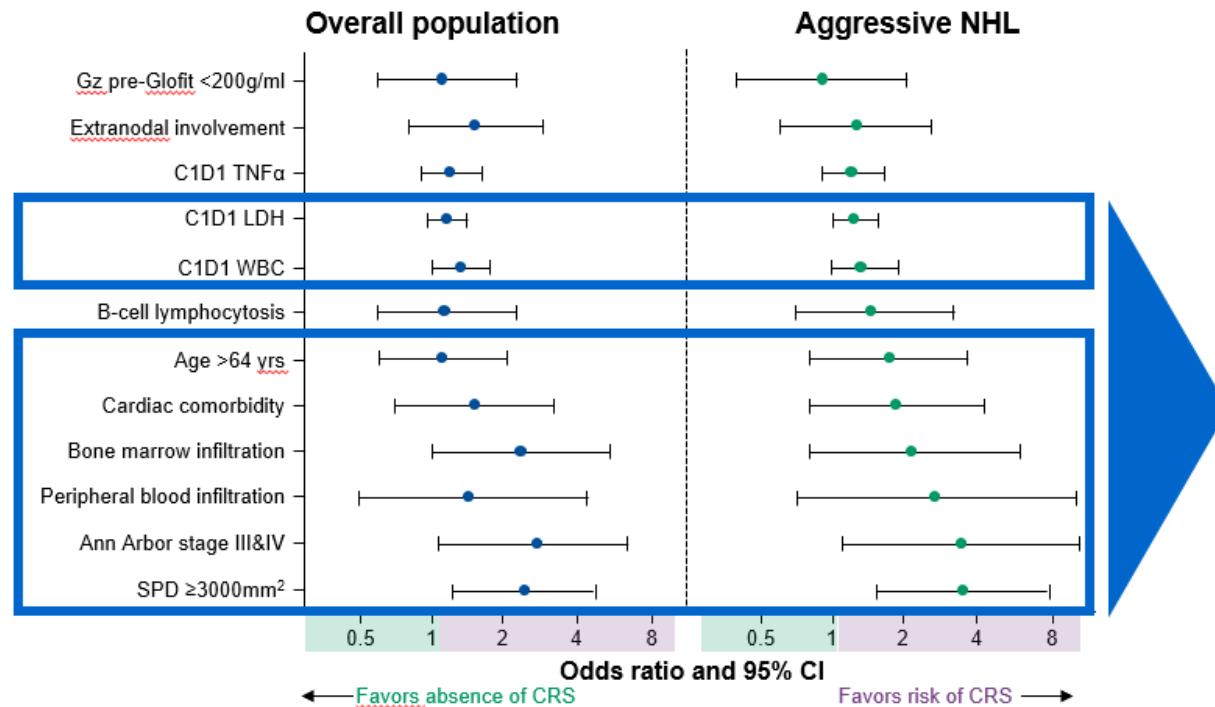 Overall population
Aggressive NHL
Gz pre-Glofit <200g/ml
Extranodal involvement
C1D1 TNFα
C1D1 LDH
C1D1 WBC
B-cell lymphocytosis
Age >64 yrs
Cardiac comorbidity
Bone marrow infiltration
Peripheral blood infiltration
Ann Arbor stage III&IV
SPD ≥3000mm²
0.5 1 2 4 8
0.5 1 2 4 8
Odds ratio and 95% CI
Favors absence of CRS
Favors risk of CRS